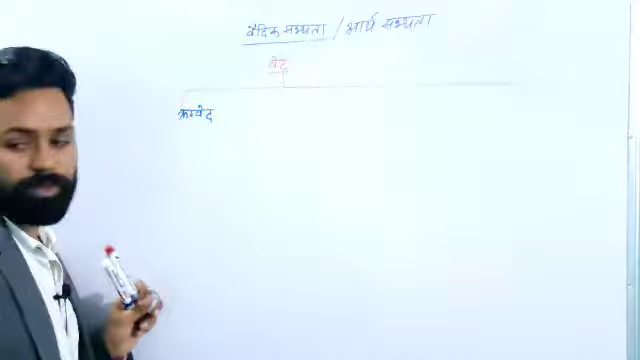 वैदिक सभ्यता / आर्य सभ्यता
वेद
ऋग्वेद